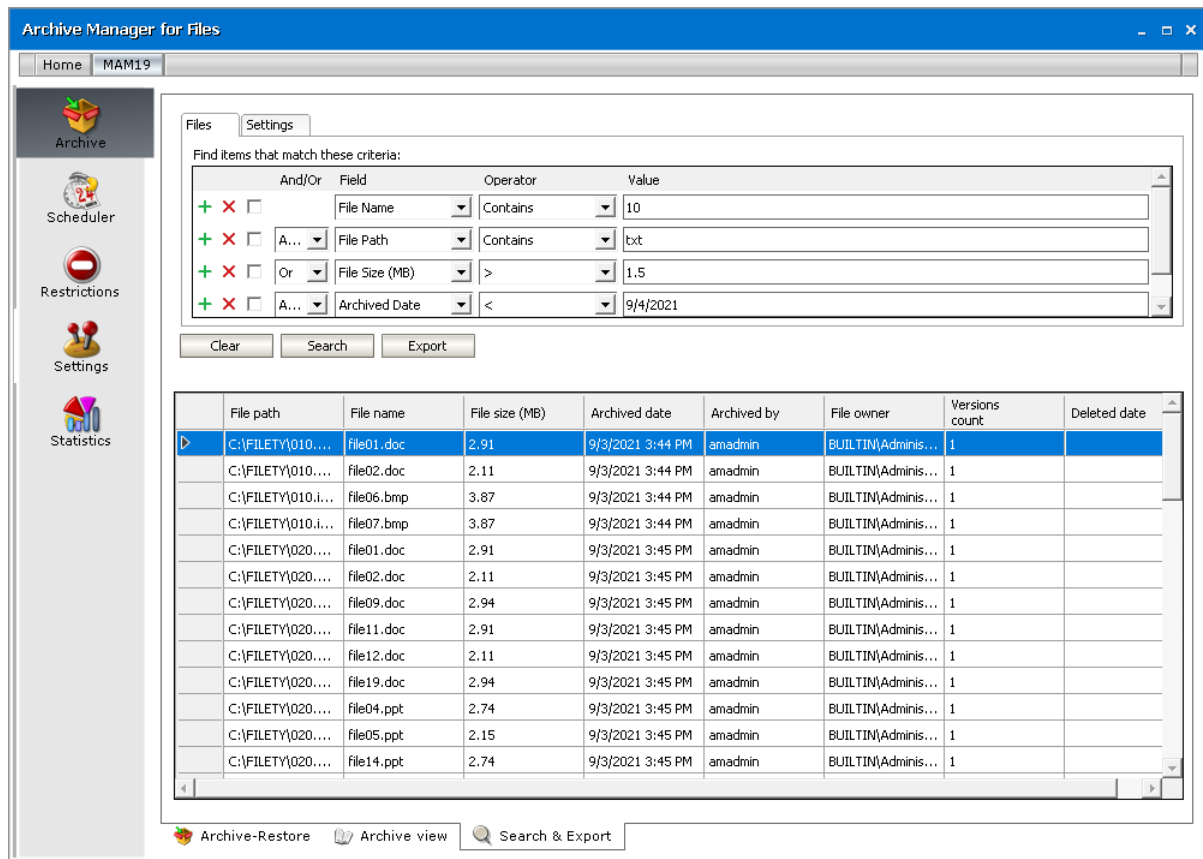 Archive Manager for Files
Home MAM19
Archive
Scheduler
Restrictions
Settings
Statistics
Files Settings
Find items that match these criteria:
And/Or Field Operator Value
File Name Contains 10
A... File Path Contains txt
Or File Size (MB) > 1.5
A... Archived Date < 9/4/2021
Clear Search Export
File path File name File size (MB) Archived date Archived by File owner Versions count Deleted date
C:\FILETY\010.... file01.doc 2.91 9/3/2021 3:44 PM amadmin BUILTIN\Adminis... 1
C:\FILETY\010.... file02.doc 2.11 9/3/2021 3:44 PM amadmin BUILTIN\Adminis... 1
C:\FILETY\010.i... file06.bmp 3.87 9/3/2021 3:44 PM amadmin BUILTIN\Adminis... 1
C:\FILETY\010.i... file07.bmp 3.87 9/3/2021 3:44 PM amadmin BUILTIN\Adminis... 1
C:\FILETY\020.... file01.doc 2.91 9/3/2021 3:45 PM amadmin BUILTIN\Adminis... 1
C:\FILETY\020.... file02.doc 2.11 9/3/2021 3:45 PM amadmin BUILTIN\Adminis... 1
C:\FILETY\020.... file09.doc 2.94 9/3/2021 3:45 PM amadmin BUILTIN\Adminis... 1
C:\FILETY\020.... file11.doc 2.91 9/3/2021 3:45 PM amadmin BUILTIN\Adminis... 1
C:\FILETY\020.... file12.doc 2.11 9/3/2021 3:45 PM amadmin BUILTIN\Adminis... 1
C:\FILETY\020.... file19.doc 2.94 9/3/2021 3:45 PM amadmin BUILTIN\Adminis... 1
C:\FILETY\020.... file04.ppt 2.74 9/3/2021 3:45 PM amadmin BUILTIN\Adminis... 1
C:\FILETY\020.... file05.ppt 2.15 9/3/2021 3:45 PM amadmin BUILTIN\Adminis... 1
C:\FILETY\020.... file14.ppt 2.74 9/3/2021 3:45 PM amadmin BUILTIN\Adminis... 1
Archive-Restore Archive view Search & Export